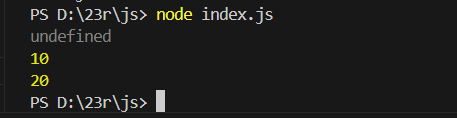 PS D:\23r\js> node index.js
undefined
10
20
PS D:\23r\js>